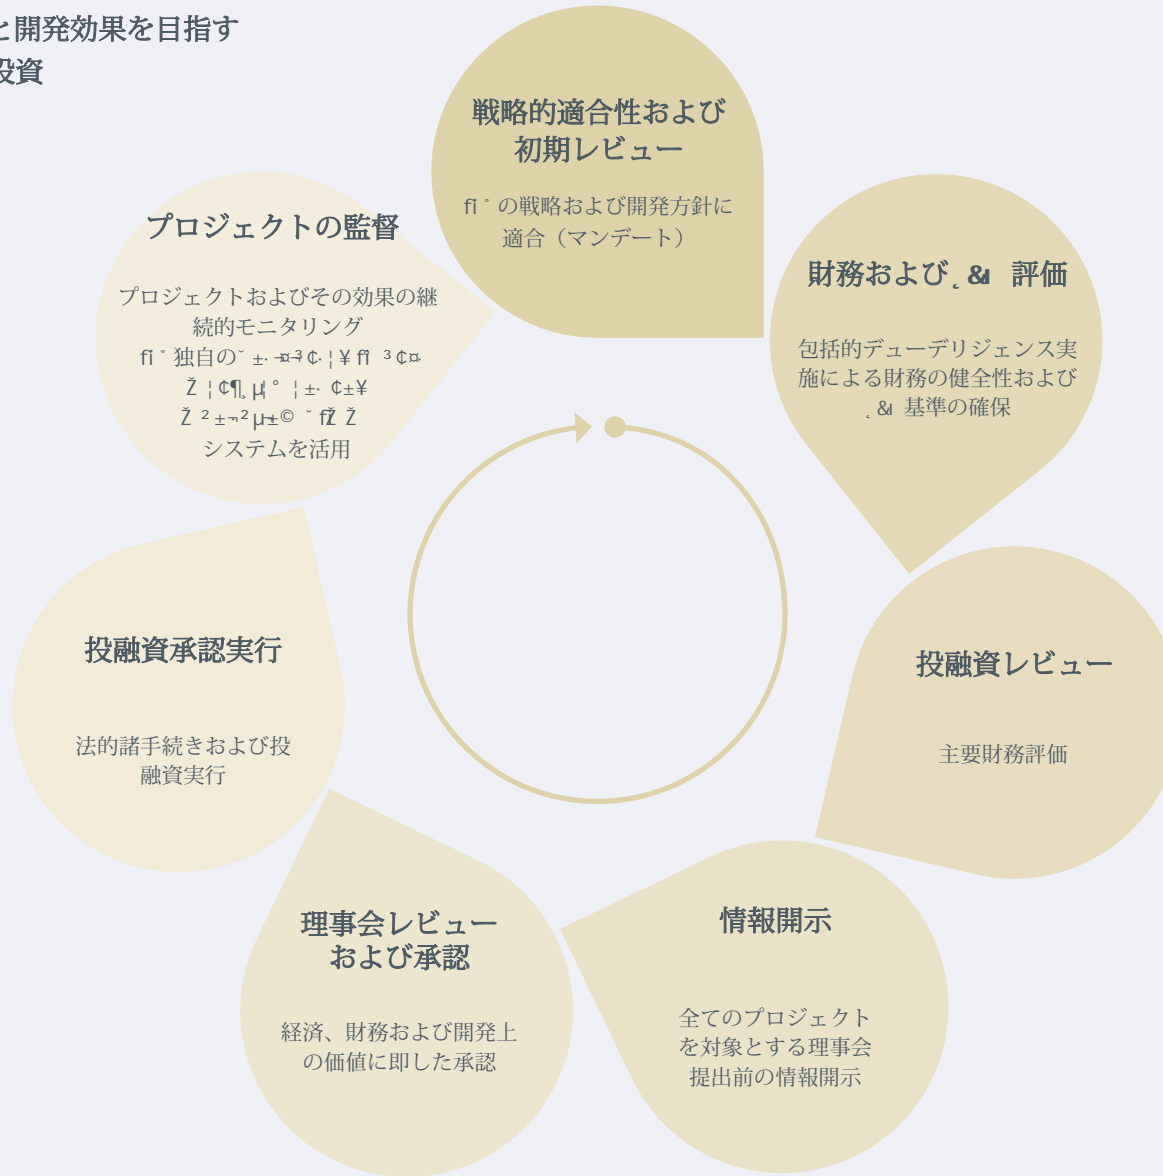 と開発効果を目指す
投資
戦略的適合性および
初期レビュー
の戦略および開発方針に
適合（マンデート）
財務および 評価
包括的デューデリジェンス実
施による財務の健全性および
基準の確保
投融資レビュー
主要財務評価
情報開示
全てのプロジェクト
を対象とする理事会
提出前の情報開示
理事会レビュー
および承認
経済、財務および開発上
の価値に即した承認
投融資承認実行
法的諸手続きおよび投
融資実行
プロジェクトの監督
プロジェクトおよびその効果の継
続的モニタリング
独自の
システムを活用